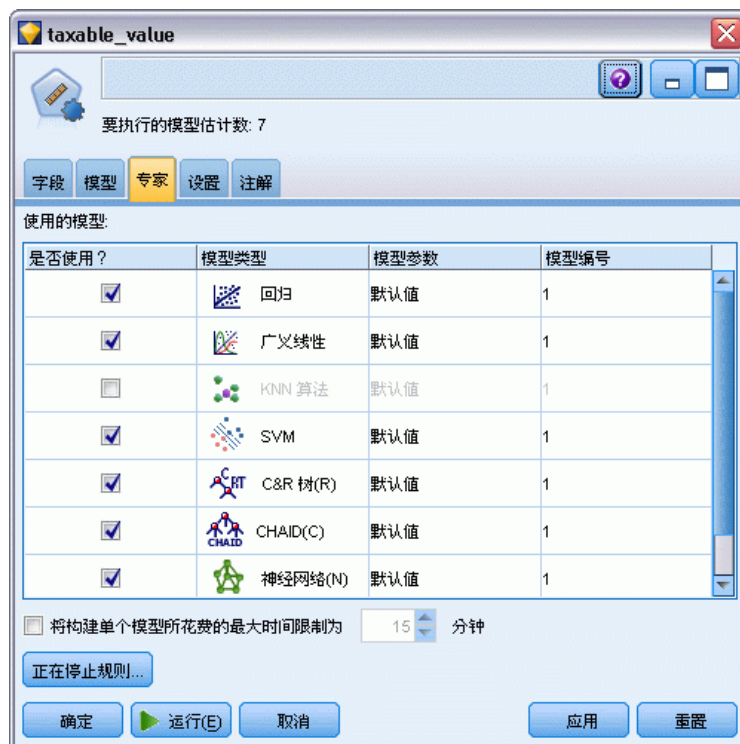 taxable_value
要执行的模型估计数: 7
字段 模型 专家 设置 注解
使用的模型:
是否使用？ 模型类型 模型参数 模型编号
回归 默认值 1
广义线性 默认值 1
KNN 算法 默认值 1
SVM 默认值 1
C&RT C&R 树(R) 默认值 1
CHAID CHAID(C) 默认值 1
神经网络(N) 默认值 1
将构建单个模型所花费的最大时间限制为 15 分钟
正在停止规则...
确定 运行(E) 取消 应用 重置